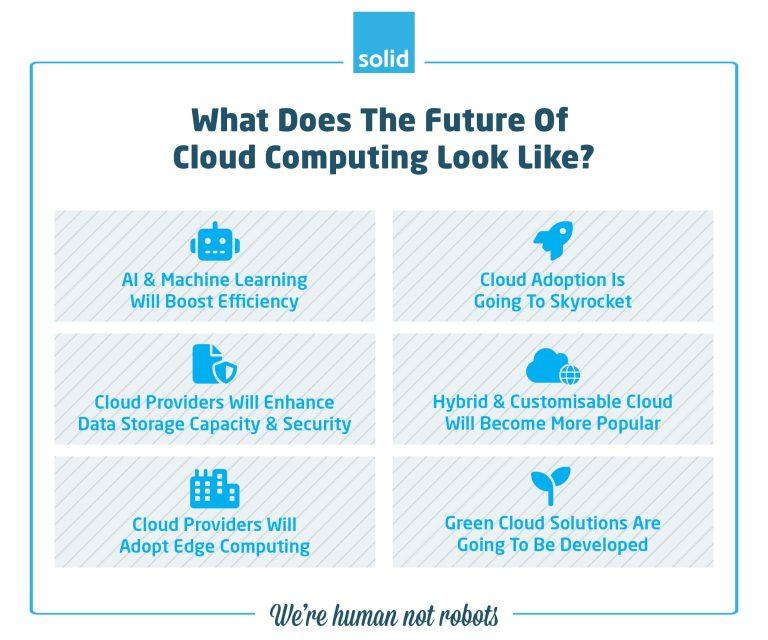 solid
What Does The Future Of
Cloud Computing Look Like?
AI & Machine Learning
Will Boost Efficiency
Cloud Adoption Is
Going To Skyrocket
Cloud Providers Will Enhance
Data Storage Capacity & Security
Hybrid & Customisable Cloud
Will Become More Popular
Cloud Providers Will
Adopt Edge Computing
Green Cloud Solutions Are
Going To Be Developed
We're human not robots